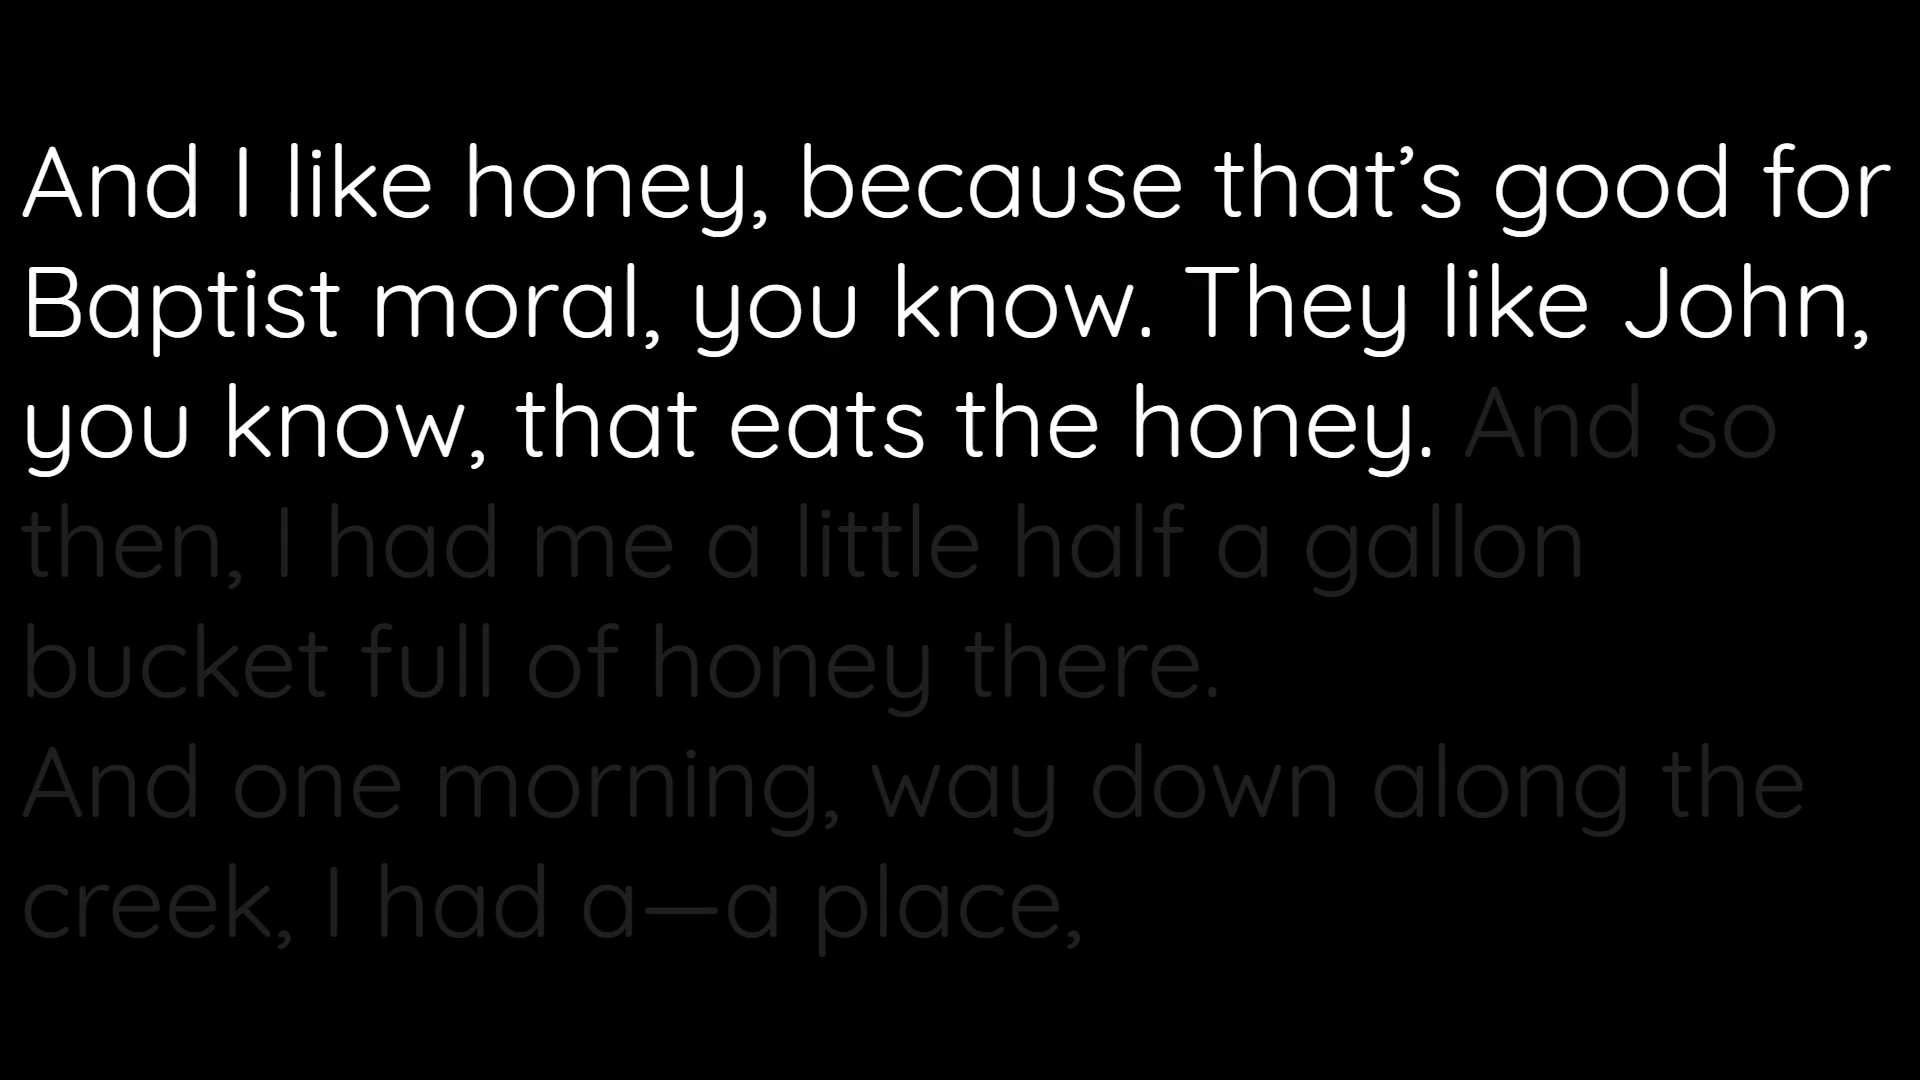 And I like honey, because that’s good for
Baptist moral, you know. They like John,
you know, that eats the honey. And so
then, I had me a little half a gallon
bucket full of honey there.
And one morning, way down along the
creek, I had a—a place,